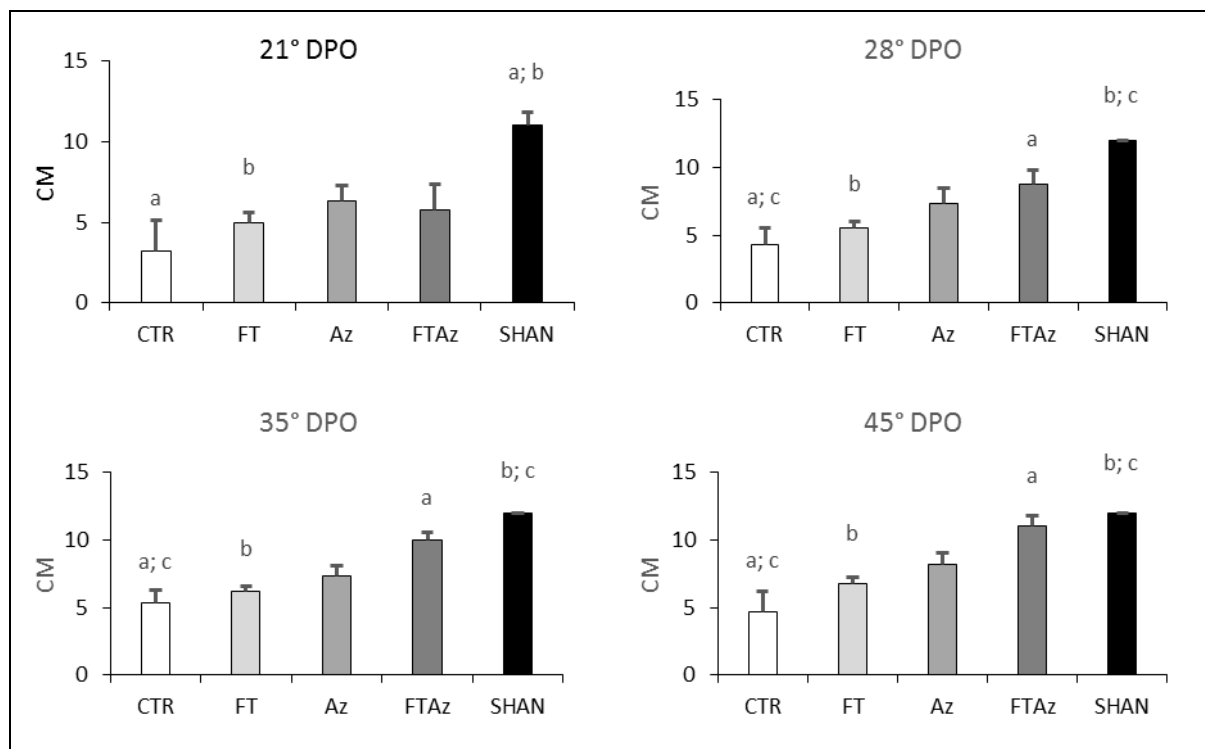 21° DPO
CM
15
10
5
0
a
b
a; b
CTR FT Az FTAz SHAN
28° DPO
CM
15
10
5
0
a; c
b
a
b; c
CTR FT Az FTAz SHAN
35° DPO
CM
15
10
5
0
a; c
b
a
b; c
CTR FT Az FTAz SHAN
45° DPO
CM
15
10
5
0
a; c
b
a
b; c
CTR FT Az FTAz SHAN